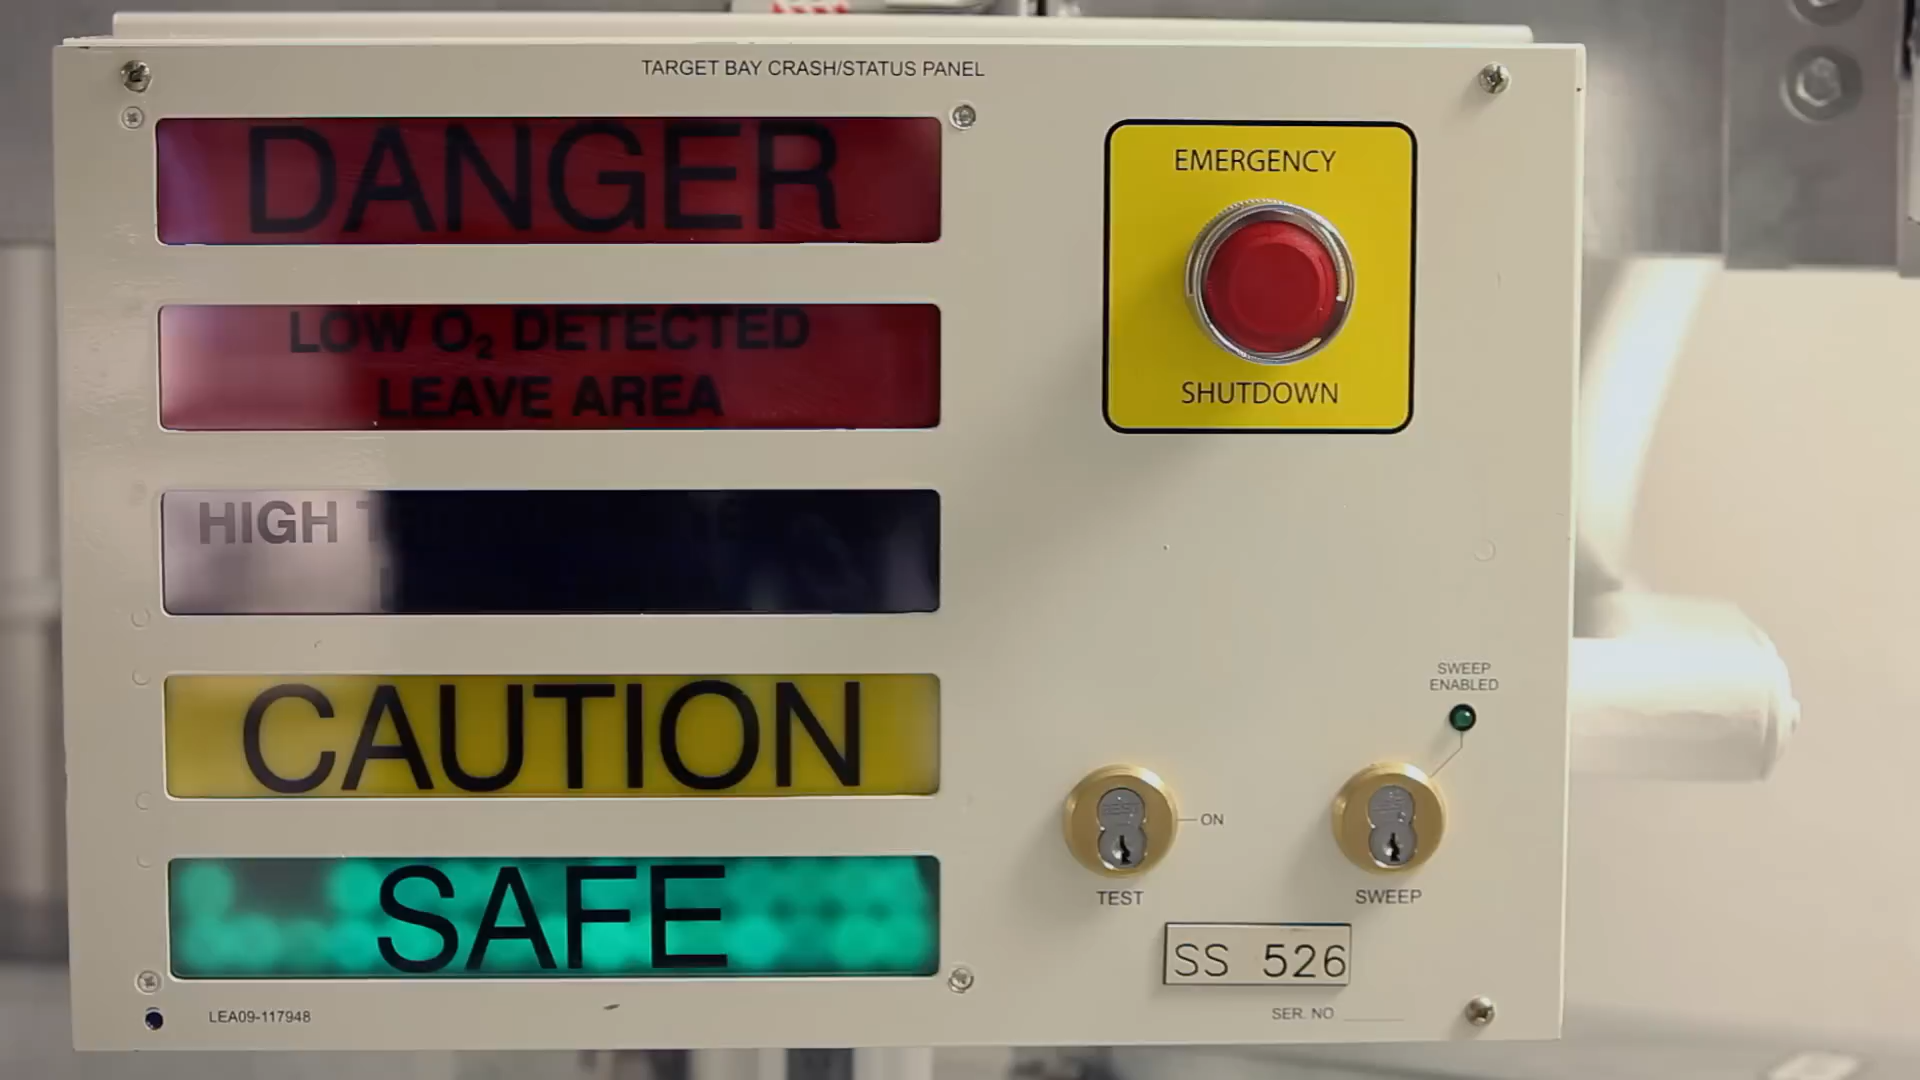 TARGET BAY CRASH/STATUS PANEL
DANGER
LOW O₂ DETECTED
LEAVE AREA
HIGH
CAUTION
SAFE
LEA09-117948
EMERGENCY
SHUTDOWN
SWEEP
ENABLED
ON
TEST
SWEEP
SS 526
SER. NO